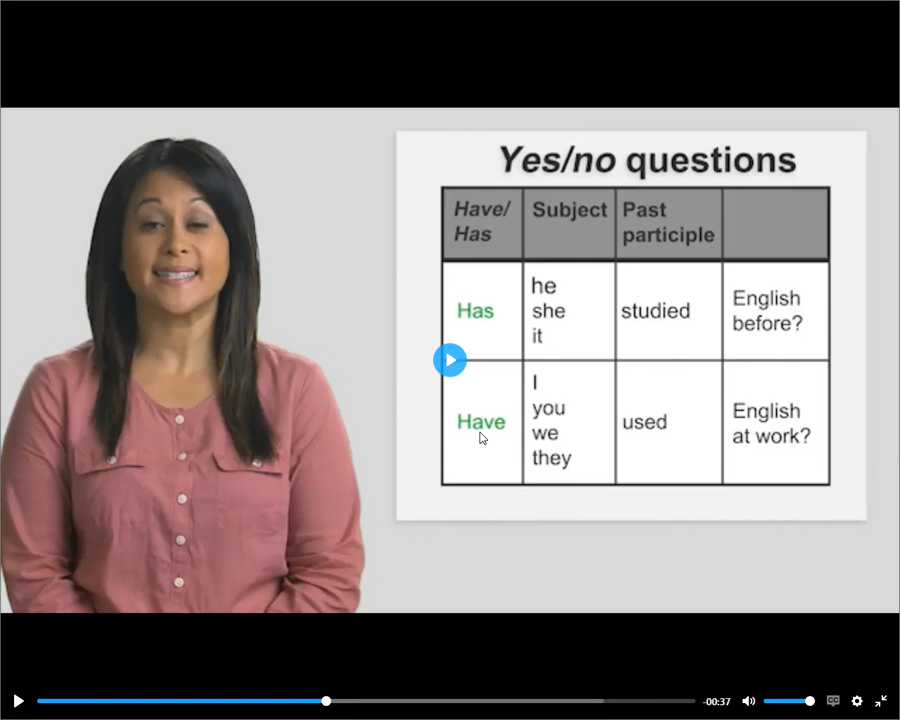 Yes/no questions
Have/
Has
Subject
Past
participle
Has
he
she
it
studied
English
before?
Have
I
you
we
they
used
English
at work?
-00:37
CC